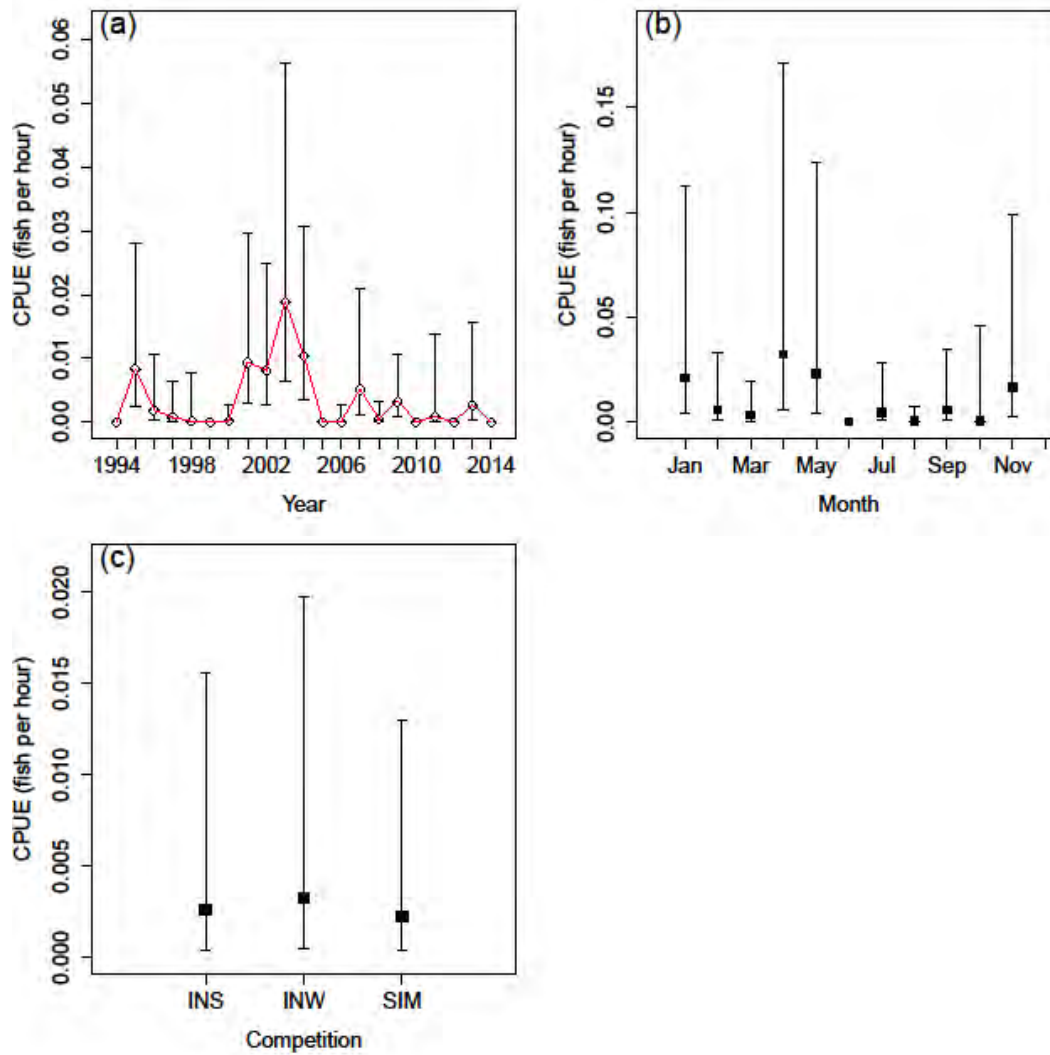 (a)
CPUE (fish per hour)
0.06
0.05
0.04
0.03
0.02
0.01
0.00
1994 1998 2002 2006 2010 2014
Year
(b)
CPUE (fish per hour)
0.15
0.10
0.05
0.00
Jan Mar May Jul Sep Nov
Month
(c)
CPUE (fish per hour)
0.020
0.015
0.010
0.005
0.000
INS INW SIM
Competition